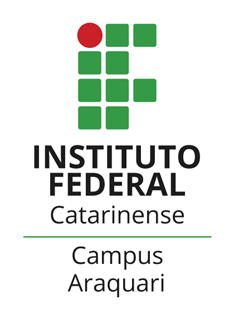 INSTITUTO
FEDERAL
Catarinense
Campus
Araquari